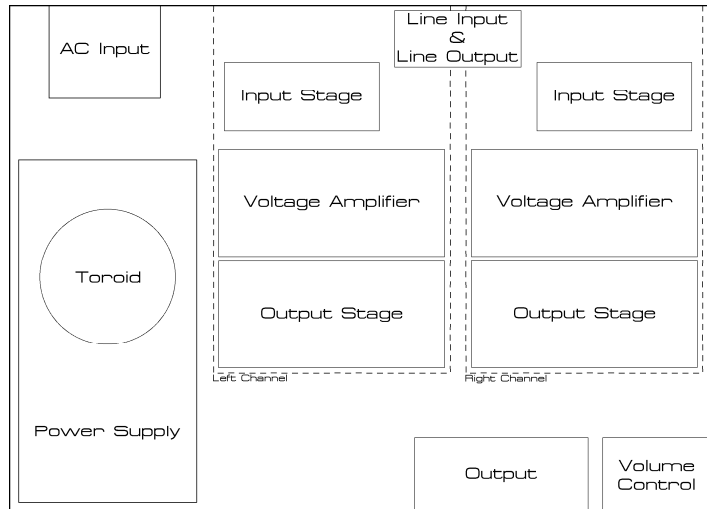 AC Input
Line Input
&
Line Output
Input Stage
Input Stage
Voltage Amplifier
Voltage Amplifier
Toroid
Output Stage
Output Stage
Left Channel
Right Channel
Power Supply
Output
Volume
Control